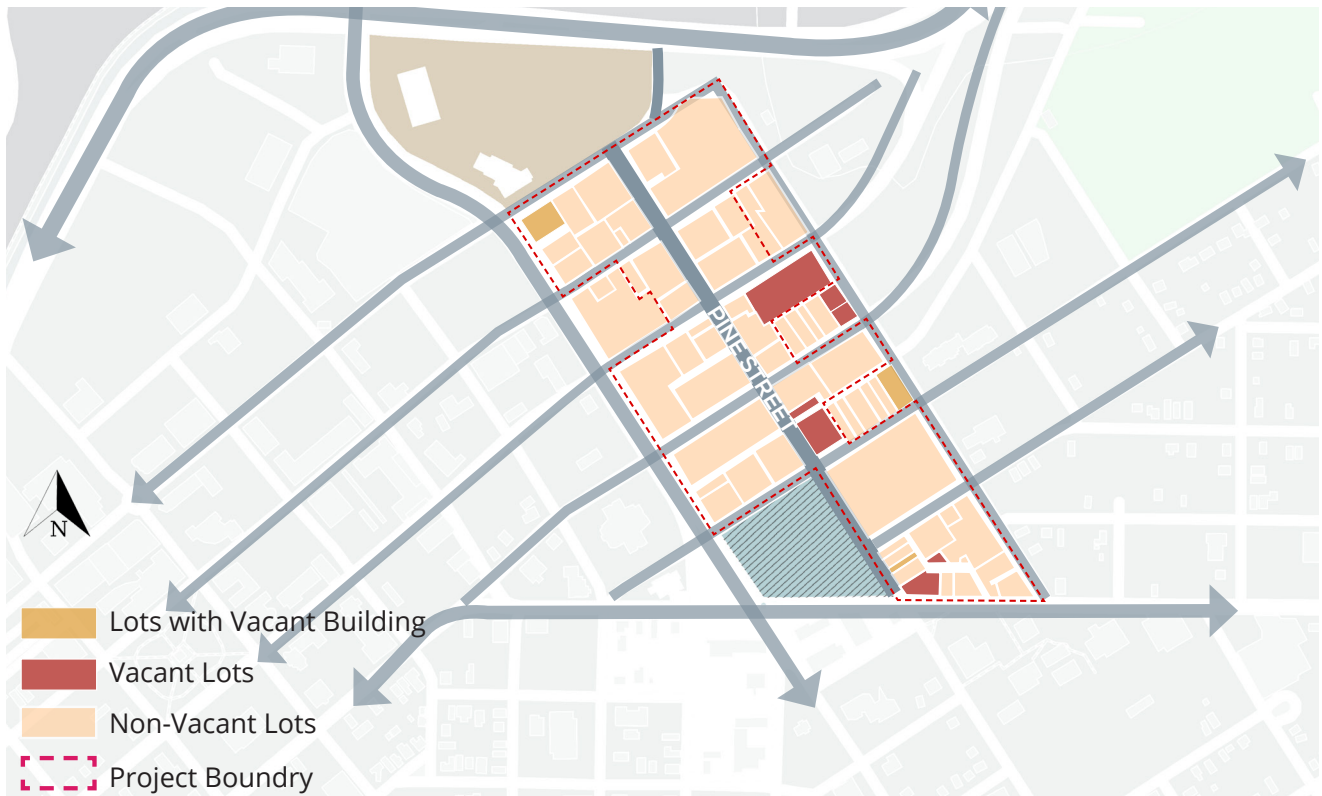 PINE STREET
N
Lots with Vacant Building
Vacant Lots
Non-Vacant Lots
Project Boundry